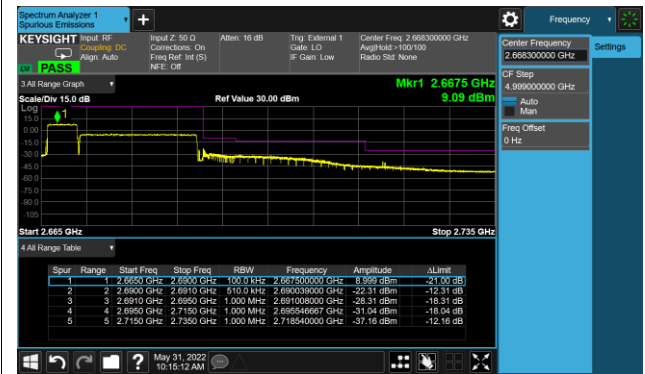 Spectrum Analyzer 1
Spurious Emissions
Frequency
KEYSIGHT Input: RF Input Z: 50 Ω Atten: 16 dB Trig: External 1 Center Freq: 2.668300000 GHz
Coupling: DC Corrections: On Gate: LO Avg|Hold:>100/100
Align: Auto Freq Ref: Int (S) IF Gain: Low Radio Std: None
PASS NFE: Off
Center Frequency
2.668300000 GHz
Settings
CF Step
4.999000000 GHz
Auto
Man
Freq Offset
0 Hz
3 All Range Graph
Mkr1 2.6675 GHz
Scale/Div 15.0 dB Ref Value 30.00 dBm 9.09 dBm
Log
15.0
0.00
-15.0
-30.0
-45.0
-60.0
-75.0
-90.0
-105
1
Start 2.665 GHz Stop 2.735 GHz
4 All Range Table
Spur Range Start Freq Stop Freq RBW Frequency Amplitude ΔLimit
1 1 2.6650 GHz 2.6900 GHz 100.0 kHz 2.667500000 GHz 8.999 dBm -21.00 dB
2 2 2.6900 GHz 2.6910 GHz 510.0 kHz 2.690039000 GHz -22.31 dBm -12.31 dB
3 3 2.6910 GHz 2.6950 GHz 1.000 MHz 2.691008000 GHz -28.31 dBm -18.31 dB
4 4 2.6950 GHz 2.7150 GHz 1.000 MHz 2.695546667 GHz -31.04 dBm -18.04 dB
5 5 2.7150 GHz 2.7350 GHz 1.000 MHz 2.718540000 GHz -37.16 dBm -12.16 dB
May 31, 2022
10:15:12 AM